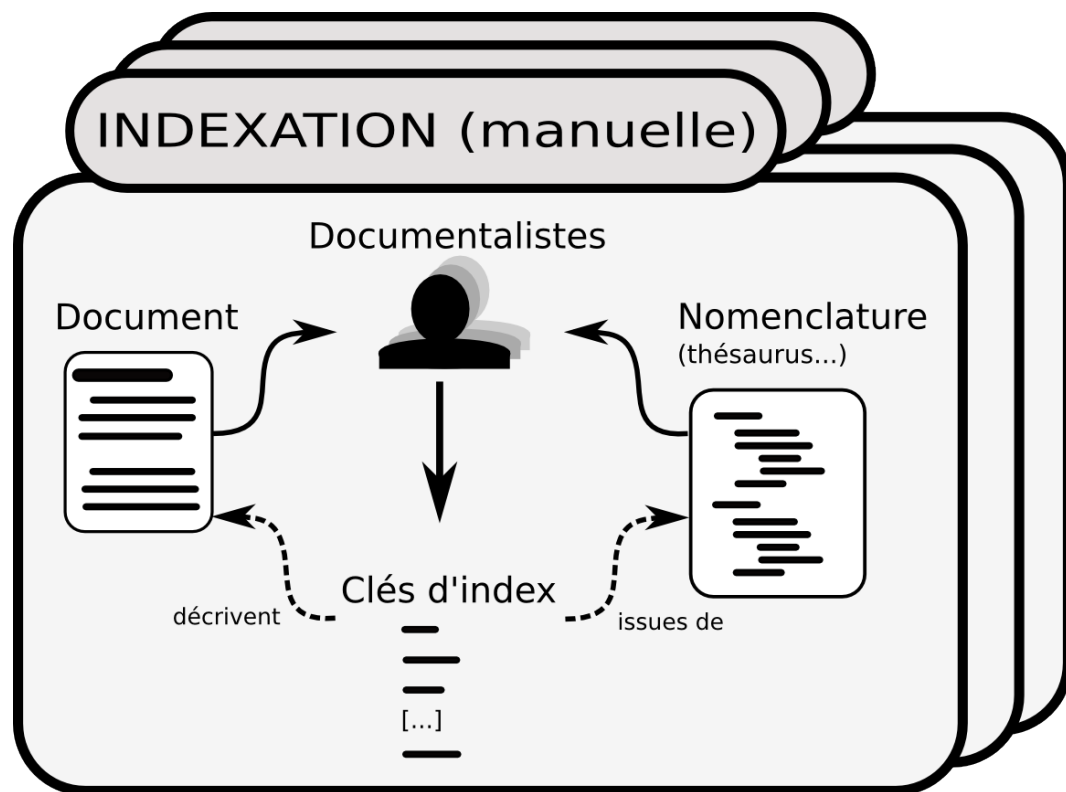 INDEXATION (manuelle)
Documentalistes
Document
Nomenclature
(thésaurus...)
Clés d'index
décrivent
issues de
[...]